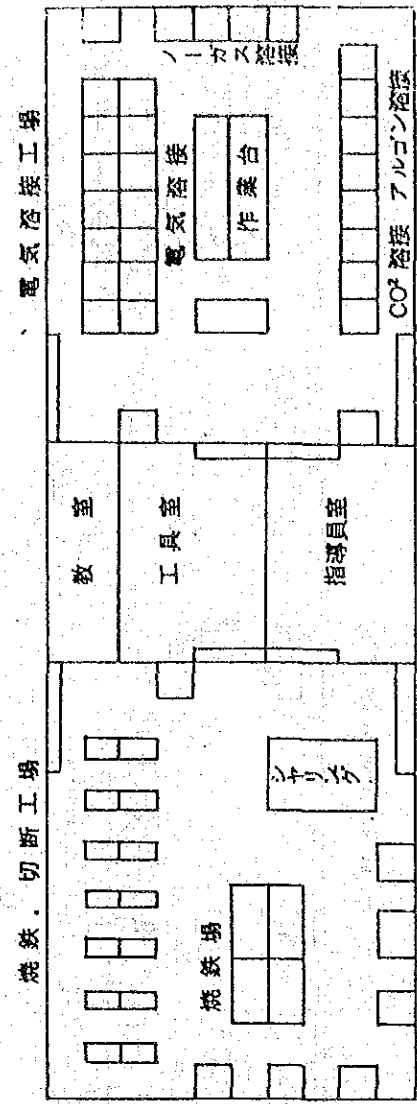 焼鉄．切断工場
電気溶接工場
教室
工具室
指導員室
焼鉄場
シャリング
電気溶接
作業台
ノーガス溶接
CO² 溶接 アルゴン溶接